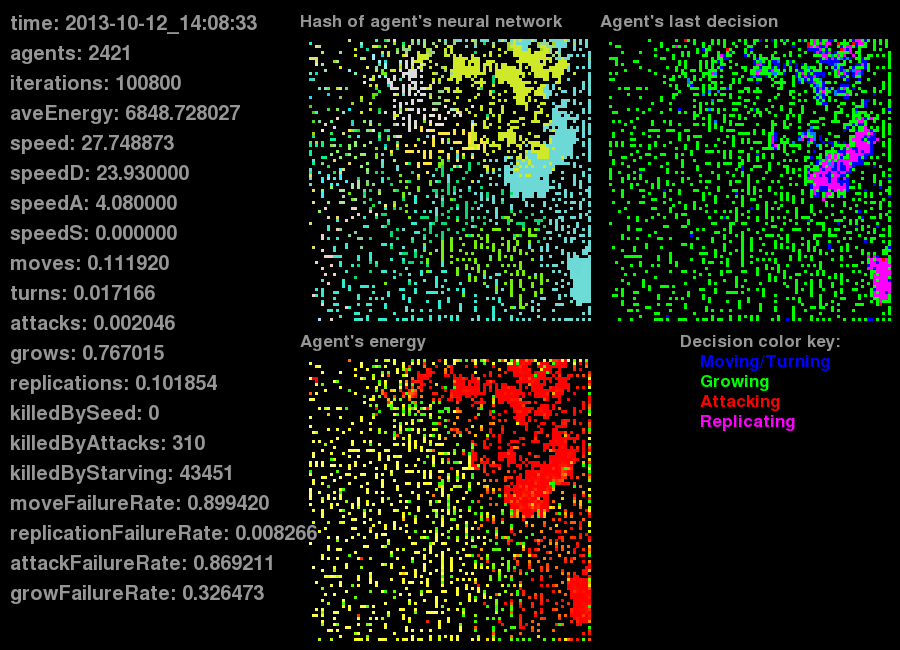 time: 2013-10-12_14:08:33
agents: 2421
iterations: 100800
aveEnergy: 6848.728027
speed: 27.748873
speedD: 23.930000
speedA: 4.080000
speedS: 0.000000
moves: 0.111920
turns: 0.017166
attacks: 0.002046
grows: 0.767015
replications: 0.101854
killedBySeed: 0
killedByAttacks: 310
killedByStarving: 43451
moveFailureRate: 0.899420
replicationFailureRate: 0.008266
attackFailureRate: 0.869211
growFailureRate: 0.326473
Hash of agent's neural network
Agent's last decision
Agent's energy
Decision color key:
Moving/Turning
Growing
Attacking
Replicating